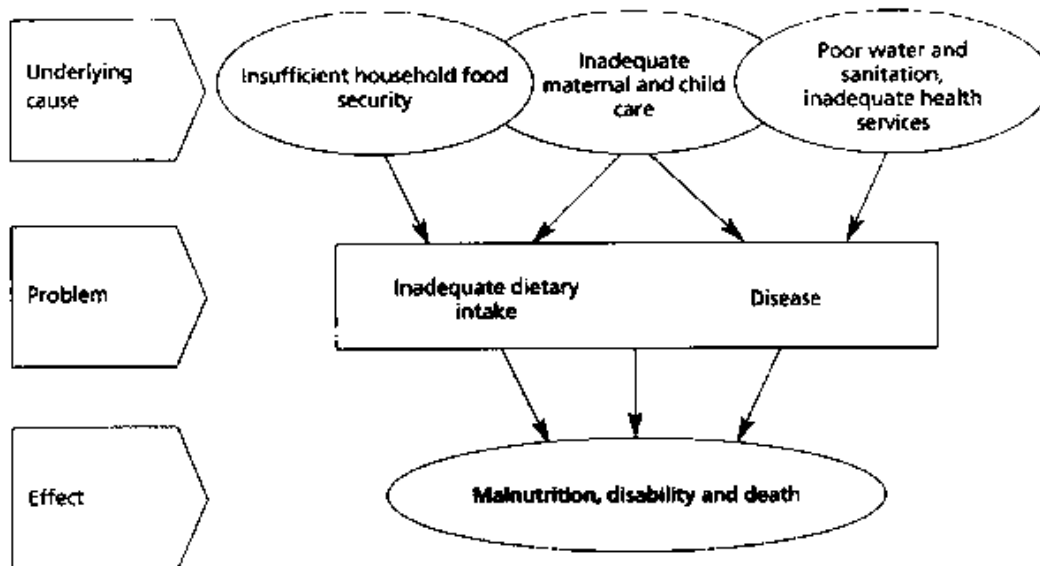 Underlying
cause
Insufficient household food
security
Inadequate
maternal and child
care
Poor water and
sanitation,
inadequate health
services
Problem
Inadequate dietary
intake
Disease
Effect
Malnutrition, disability and death